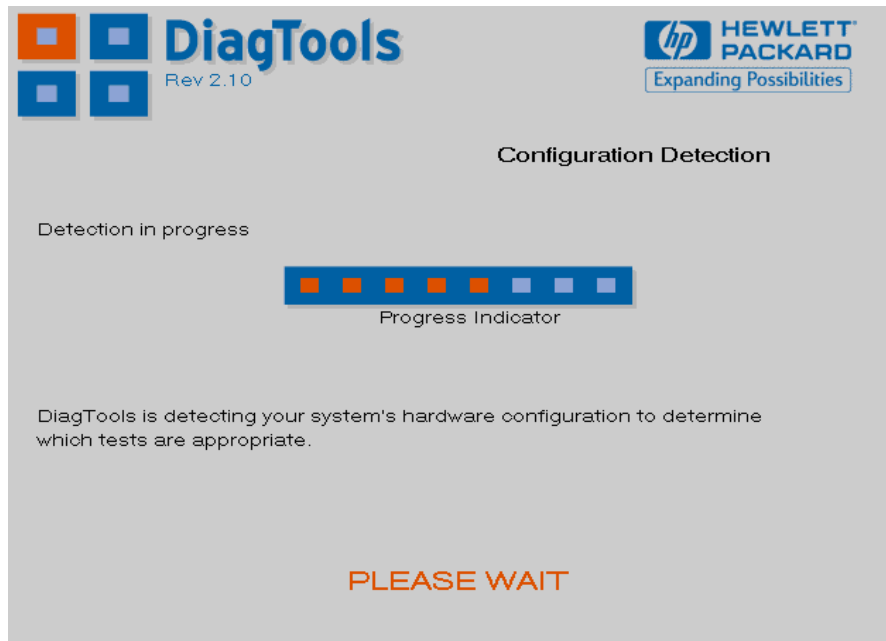 DiagTools
Rev 2.10
hp HEWLETT
PACKARD
Expanding Possibilities
Configuration Detection
Detection in progress
Progress Indicator
DiagTools is detecting your system's hardware configuration to determine
which tests are appropriate.
PLEASE WAIT